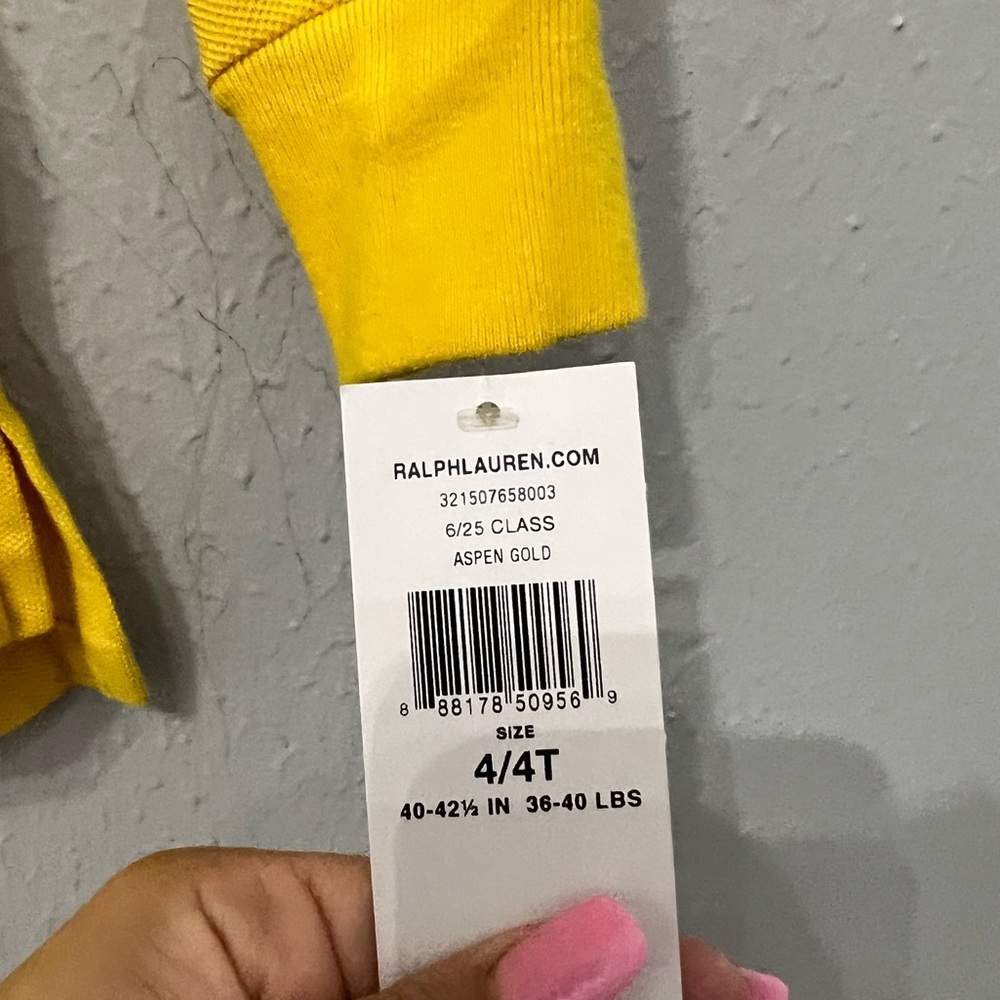 RALPHLAUREN.COM
321507658003
6/25 CLASS
ASPEN GOLD
8 88178 50956 9
SIZE
4/4T
40-42½ IN 36-40 LBS